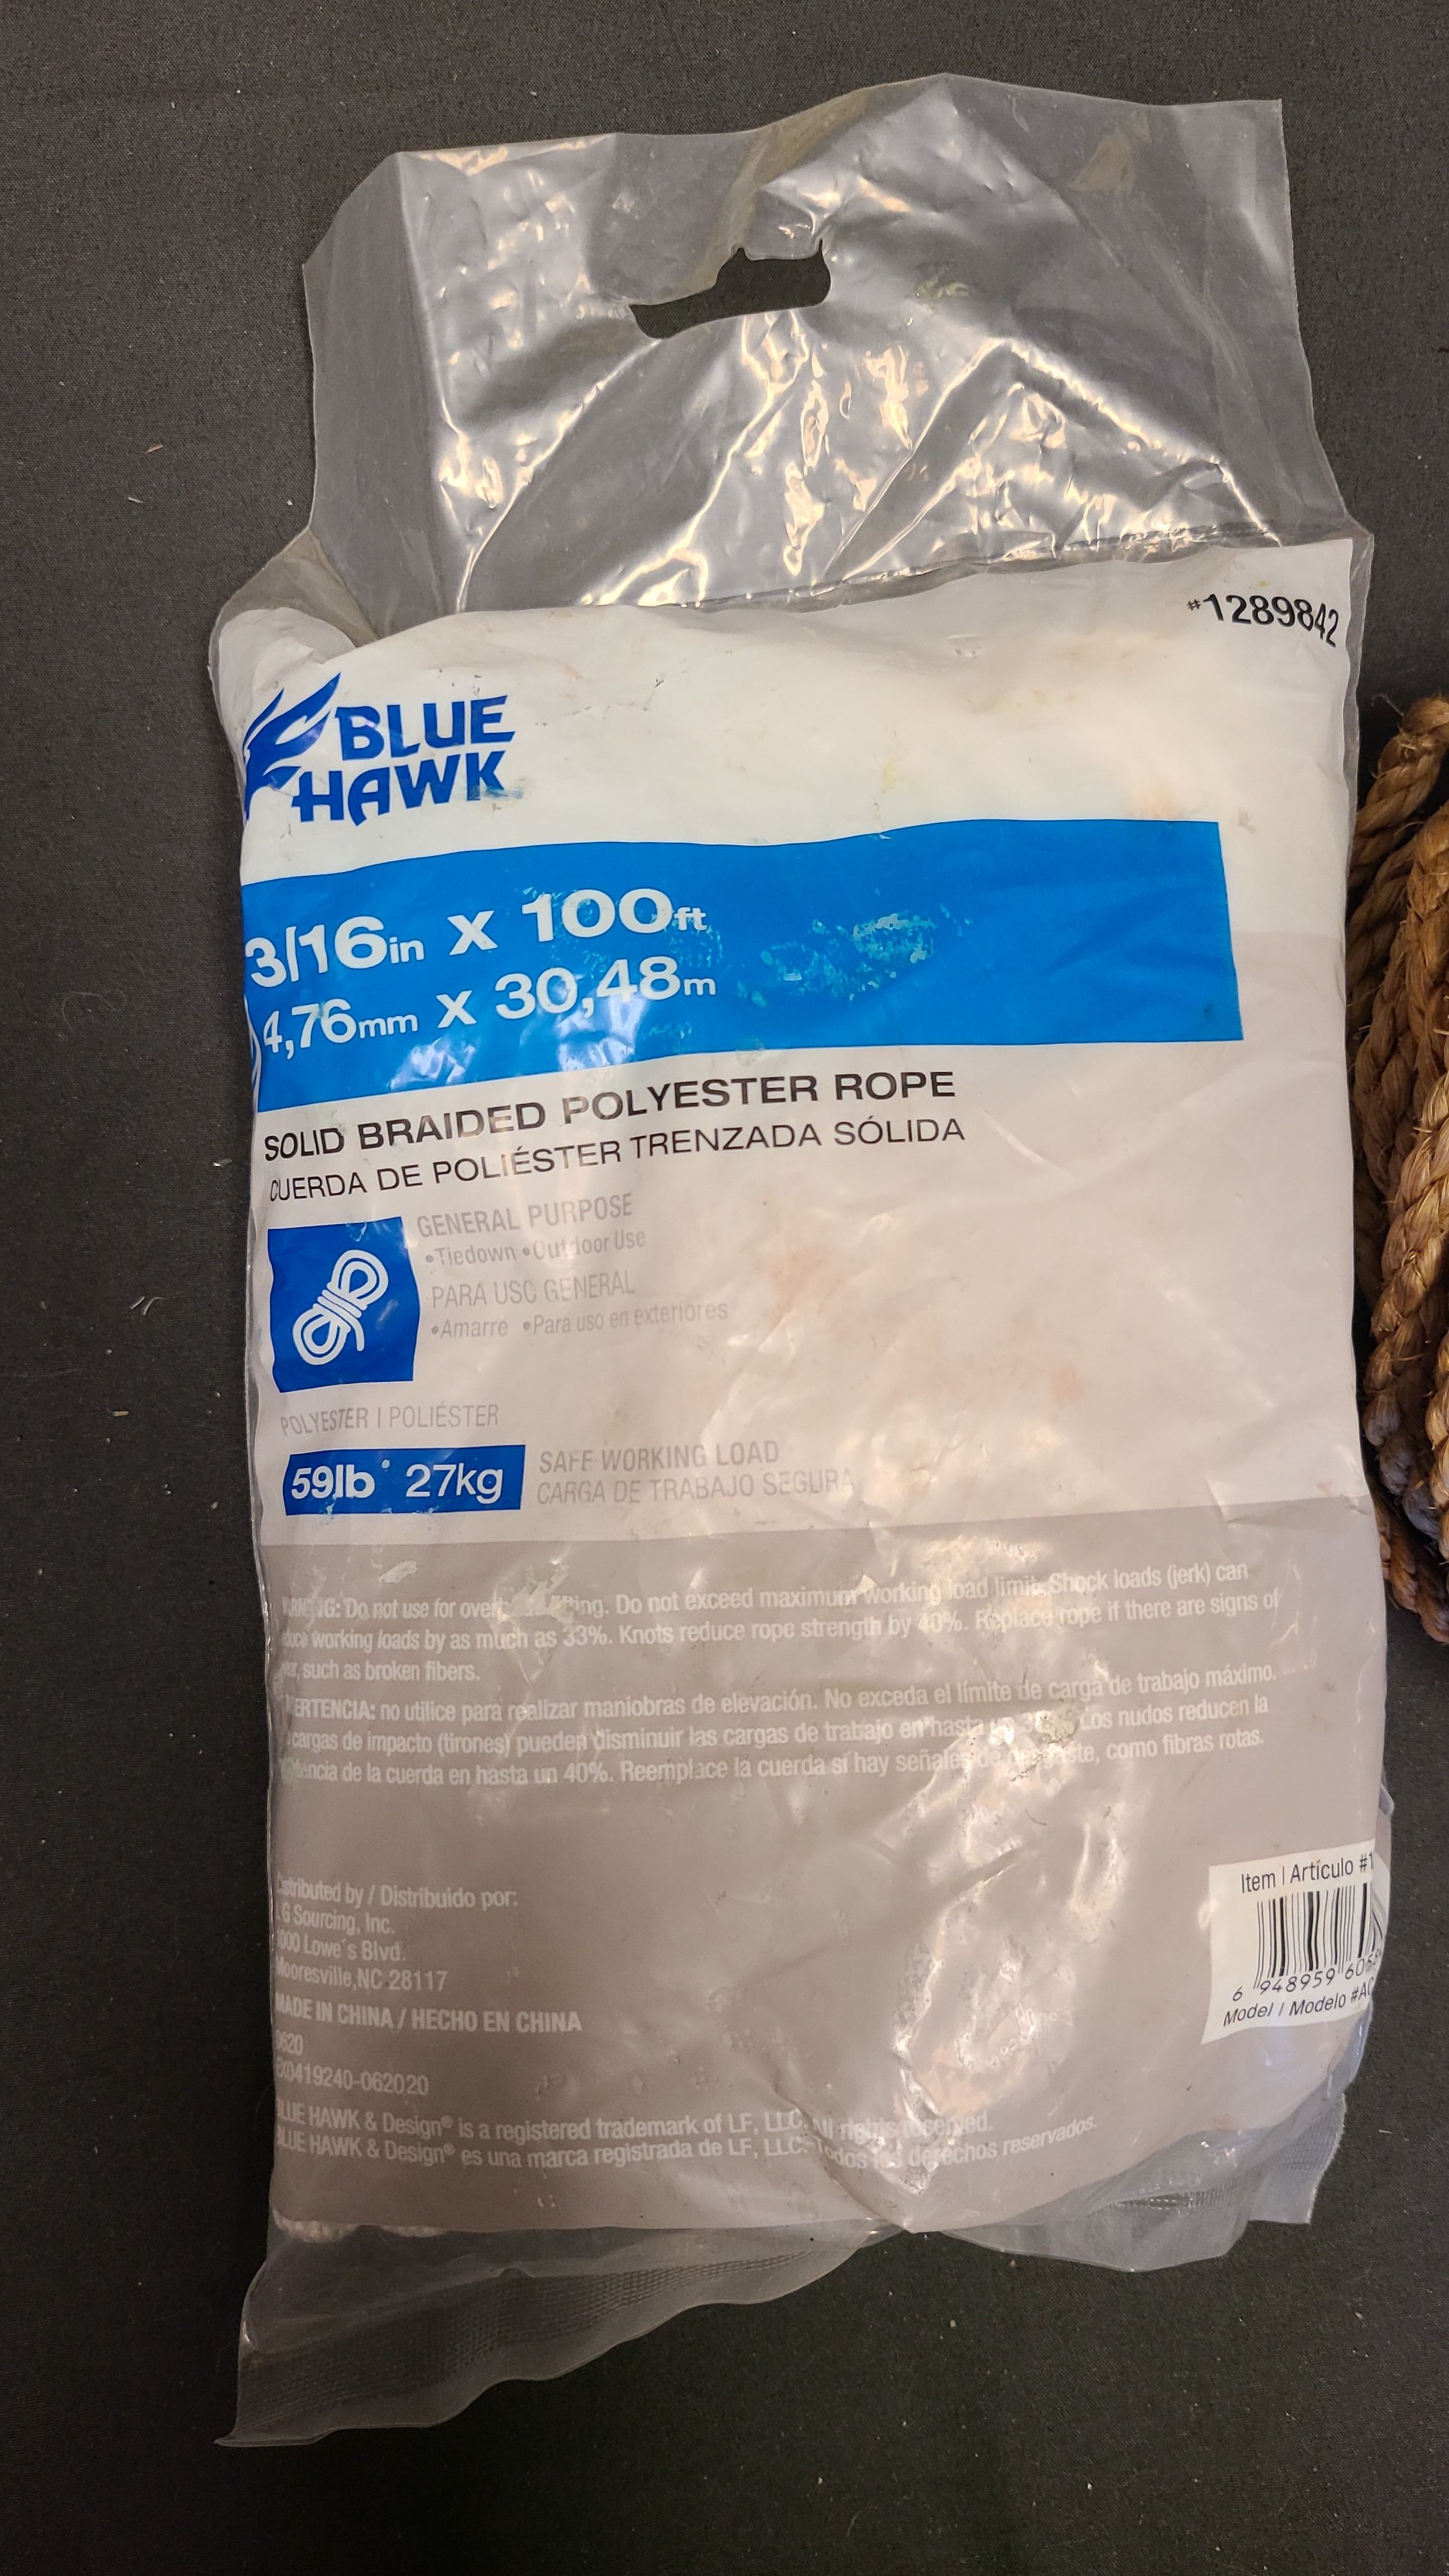 #1289842
BLUE
HAWK
3/16in x 100ft
4,76mm x 30,48m
SOLID BRAIDED POLYESTER ROPE
CUERDA DE POLIÉSTER TRENZADA SÓLIDA
GENERAL PURPOSE
•Tiedown •Outdoor Use
PARA USO GENERAL
•Amarre •Para uso en exteriores
POLYESTER | POLIÉSTER
59lb 27kg
SAFE WORKING LOAD
CARGA DE TRABAJO SEGURA
Do not use for Do not exceed maximum working load limit. Shock loads (jerk) can
working loads by as much as 33%. Knots reduce rope strength by 40%. Replace rope if there are signs of
such as broken fibers.
no utilice para realizar maniobras de elevación. No exceda el límite de carga de trabajo máximo.
cargas de impacto (tirones) pueden disminuir las cargas de trabajo en hasta Los nudos reducen la
de la cuerda en hasta un 40%. Reemplace la cuerda si hay señales de como fibras rotas.
by / Distribuido por:
G Sourcing, Inc.
Lowe's Blvd.
Mooresville,NC 28117
MADE IN CHINA / HECHO EN CHINA
BLUE HAWK & Design® is a registered trademark of LF, LLC. All rights reserved.
BLUE HAWK & Design® es una marca registrada de LF, LLC. Todos los derechos reservados.
Item | Artículo #1
6 948959 606
Model | Modelo #AC